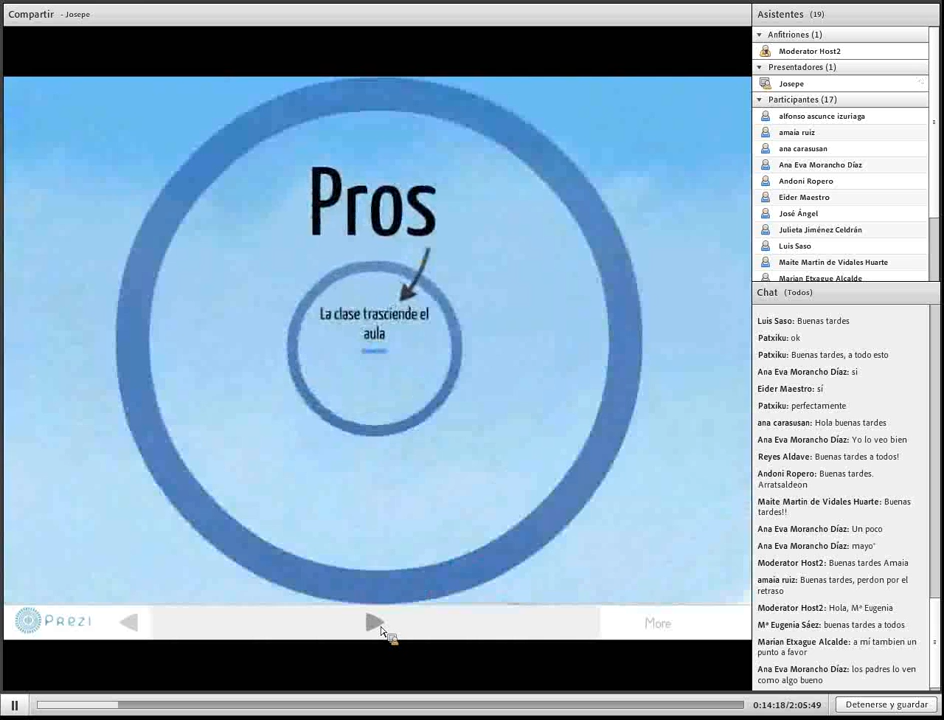 Compartir - Josepe
Pros
La clase trasciende el
aula
PREZI
More
Asistentes (19)
Anfitriones (1)
Moderator Host2
Presentadores (1)
Josepe
Participantes (17)
alfonso ascunce izuriaga
amaia ruiz
ana carasusan
Ana Eva Morancho Díaz
Andoni Ropero
Eider Maestro
José Ángel
Julieta Jiménez Celdrán
Luis Saso
Maite Martin de Vidales Huarte
Marian Etxague Alcalde
Chat (Todos)
Luis Saso: Buenas tardes
Patxiku: ok
Patxiku: Buenas tardes, a todo esto
Ana Eva Morancho Díaz: si
Eider Maestro: sí
Patxiku: perfectamente
ana carasusan: Hola buenas tardes
Ana Eva Morancho Díaz: Yo lo veo bien
Reyes Aldave: Buenas tardes a todos!
Andoni Ropero: Buenas tardes.
Arratsaldeon
Maite Martin de Vidales Huarte: Buenas
tardes!!
Ana Eva Morancho Díaz: Un poco
Ana Eva Morancho Díaz: mayo'
Moderator Host2: Buenas tardes Amaia
amaia ruiz: Buenas tardes, perdon por el
retraso
Moderator Host2: Hola, Mª Eugenia
Mª Eugenia Sáez: buenas tardes a todos
Marian Etxague Alcalde: a mí tambien un
punto a favor
Ana Eva Morancho Díaz: los padres lo ven
como algo bueno
0:14:18/2:05:49
Detenerse y guardar